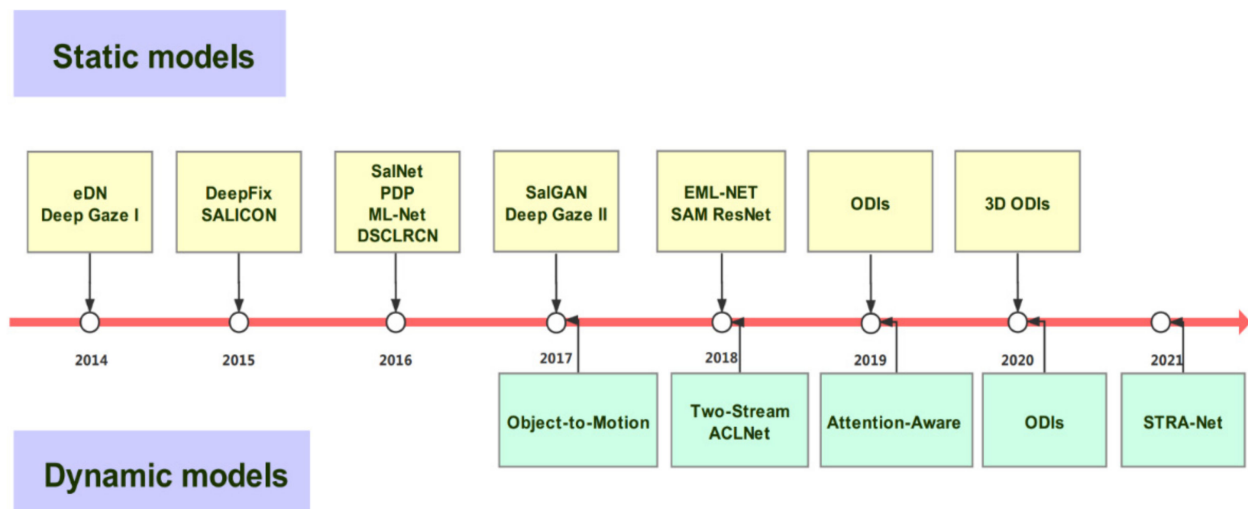 Static models
eDN
Deep Gaze I
DeepFix
SALICON
SalNet
PDP
ML-Net
DSCLRCN
SalGAN
Deep Gaze II
EML-NET
SAM ResNet
ODIs
3D ODIs
2014
2015
2016
2017
2018
2019
2020
2021
Object-to-Motion
Two-Stream
ACLNet
Attention-Aware
ODIs
STRA-Net
Dynamic models